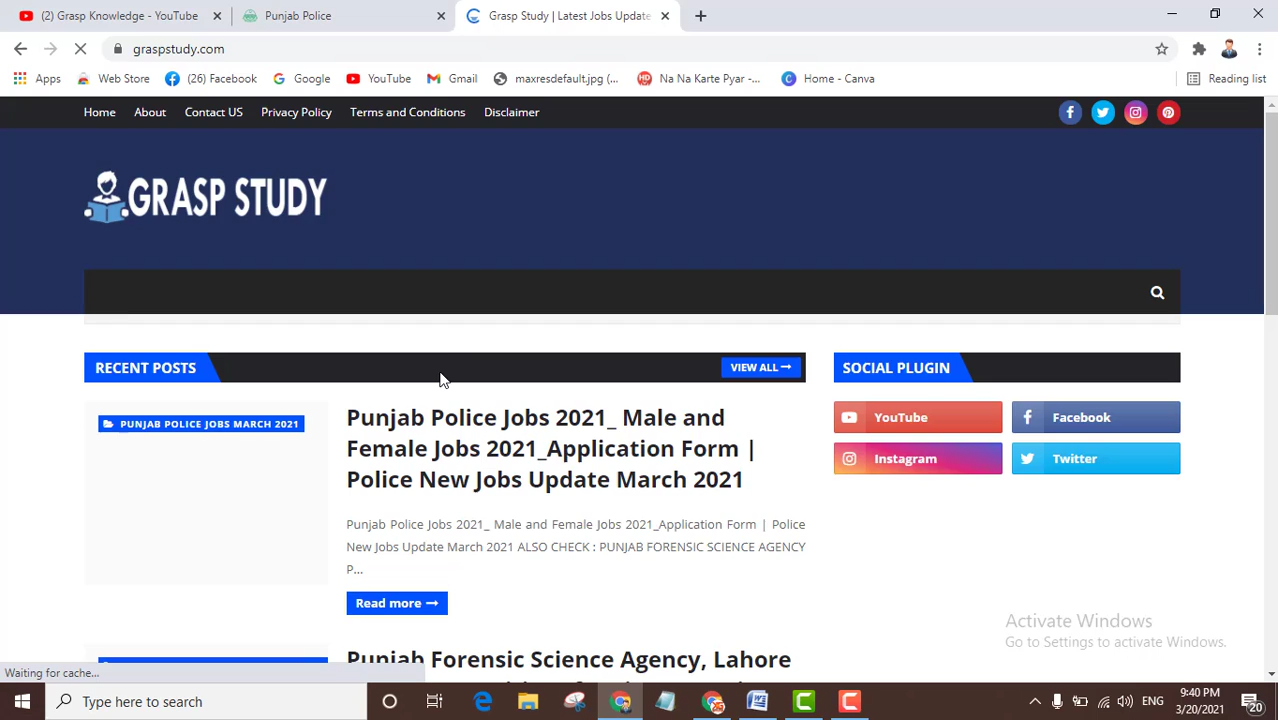 (2) Grasp Knowledge - YouTube
Punjab Police
Grasp Study | Latest Jobs Update
graspstudy.com
Apps
Web Store
(26) Facebook
Google
YouTube
Gmail
maxresdefault.jpg (...
Na Na Karte Pyar -...
Home - Canva
Reading list
Home
About
Contact US
Privacy Policy
Terms and Conditions
Disclaimer
GRASP STUDY
RECENT POSTS
VIEW ALL
SOCIAL PLUGIN
PUNJAB POLICE JOBS MARCH 2021
Punjab Police Jobs 2021_ Male and
Female Jobs 2021_Application Form |
Police New Jobs Update March 2021
Punjab Police Jobs 2021_ Male and Female Jobs 2021_Application Form | Police
New Jobs Update March 2021 ALSO CHECK : PUNJAB FORENSIC SCIENCE AGENCY
P...
Read more
YouTube
Facebook
Instagram
Twitter
Punjab Forensic Science Agency, Lahore
Activate Windows
Go to Settings to activate Windows.
Waiting for cache...
Type here to search
ENG
9:40 PM
3/20/2021
20